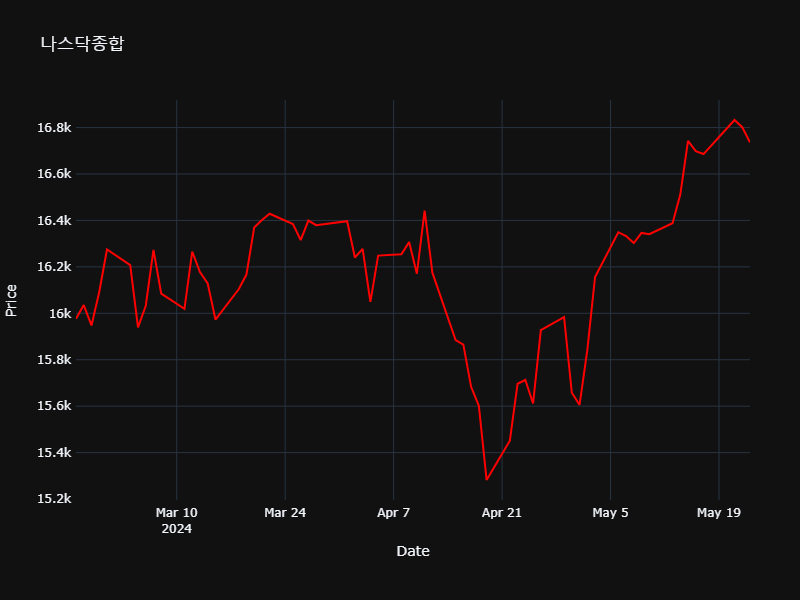 나스닥종합
Price
16.8k
16.6k
16.4k
16.2k
16k
15.8k
15.6k
15.4k
15.2k
Mar 10
2024
Mar 24
Apr 7
Apr 21
May 5
May 19
Date